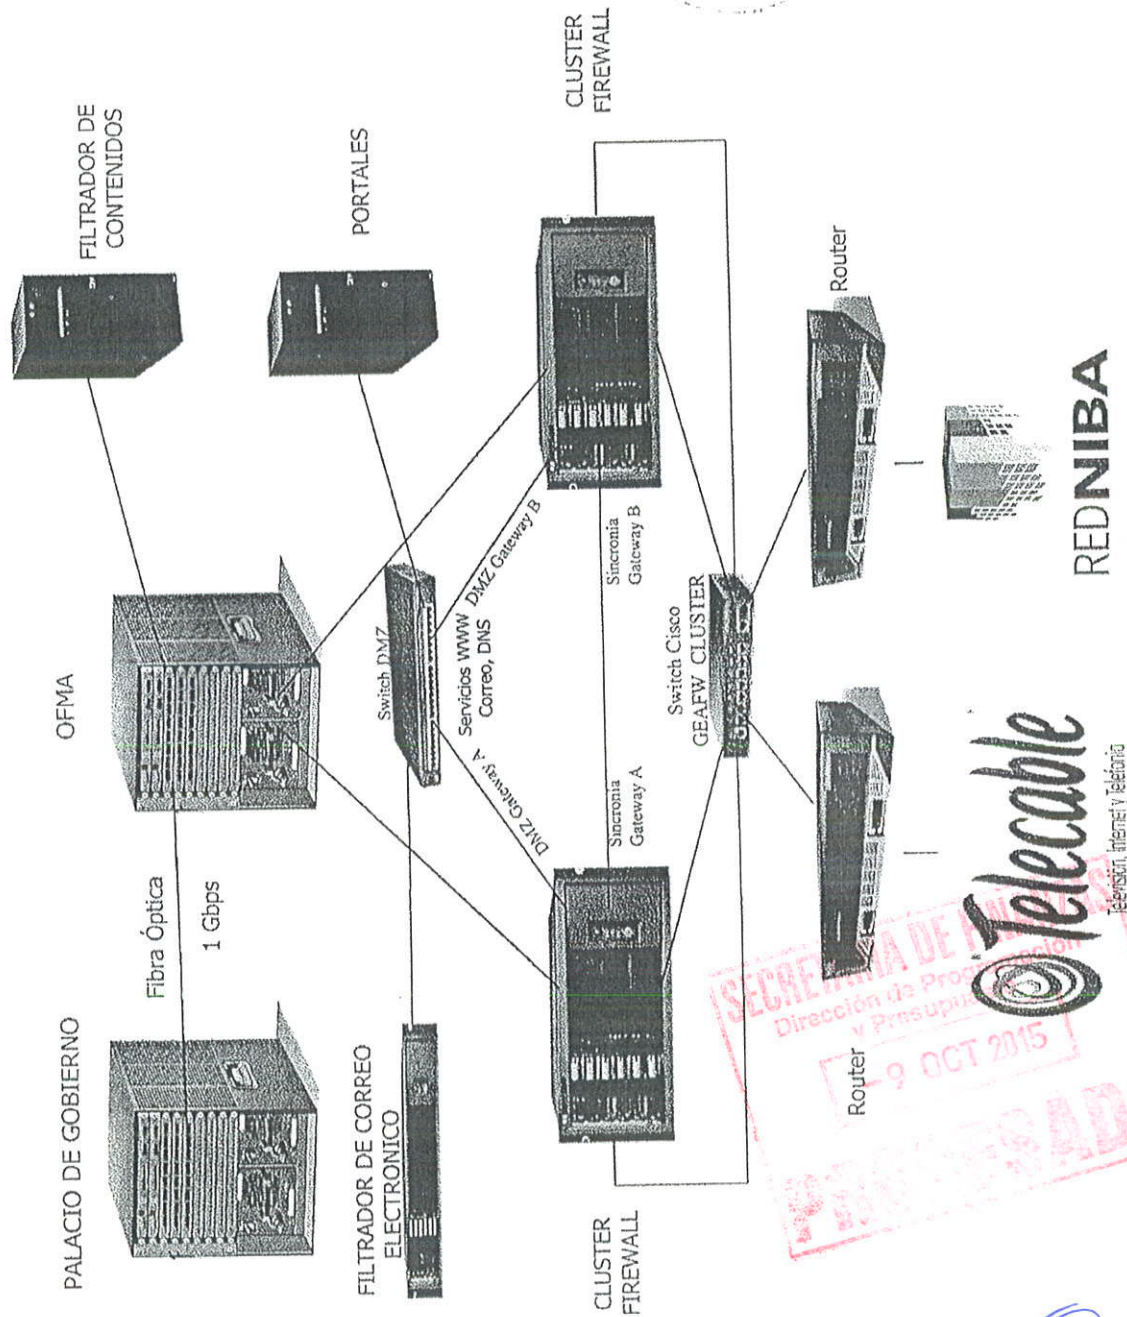 PALACIO DE GOBIERNO
Fibra Óptica
1 Gbps
OFMA
FILTRADOR DE
CONTENIDOS
PORTALES
FILTRADOR DE CORREO
ELECTRONICO
Switch DMZ
Servicios WWW
Correo, DNS
DMZ Gateway A
DMZ Gateway B
CLUSTER
FIREWALL
Sincronia
Gateway A
Sincronia
Gateway B
CLUSTER
FIREWALL
Switch Cisco
GEAFW CLUSTER
Router
Router
Telecable
Televisión, Internet y Telefonía
REDNIBA
SECRETARIA DE FINANZAS
Dirección de Programación
y Presupuesto
-9 OCT 2015